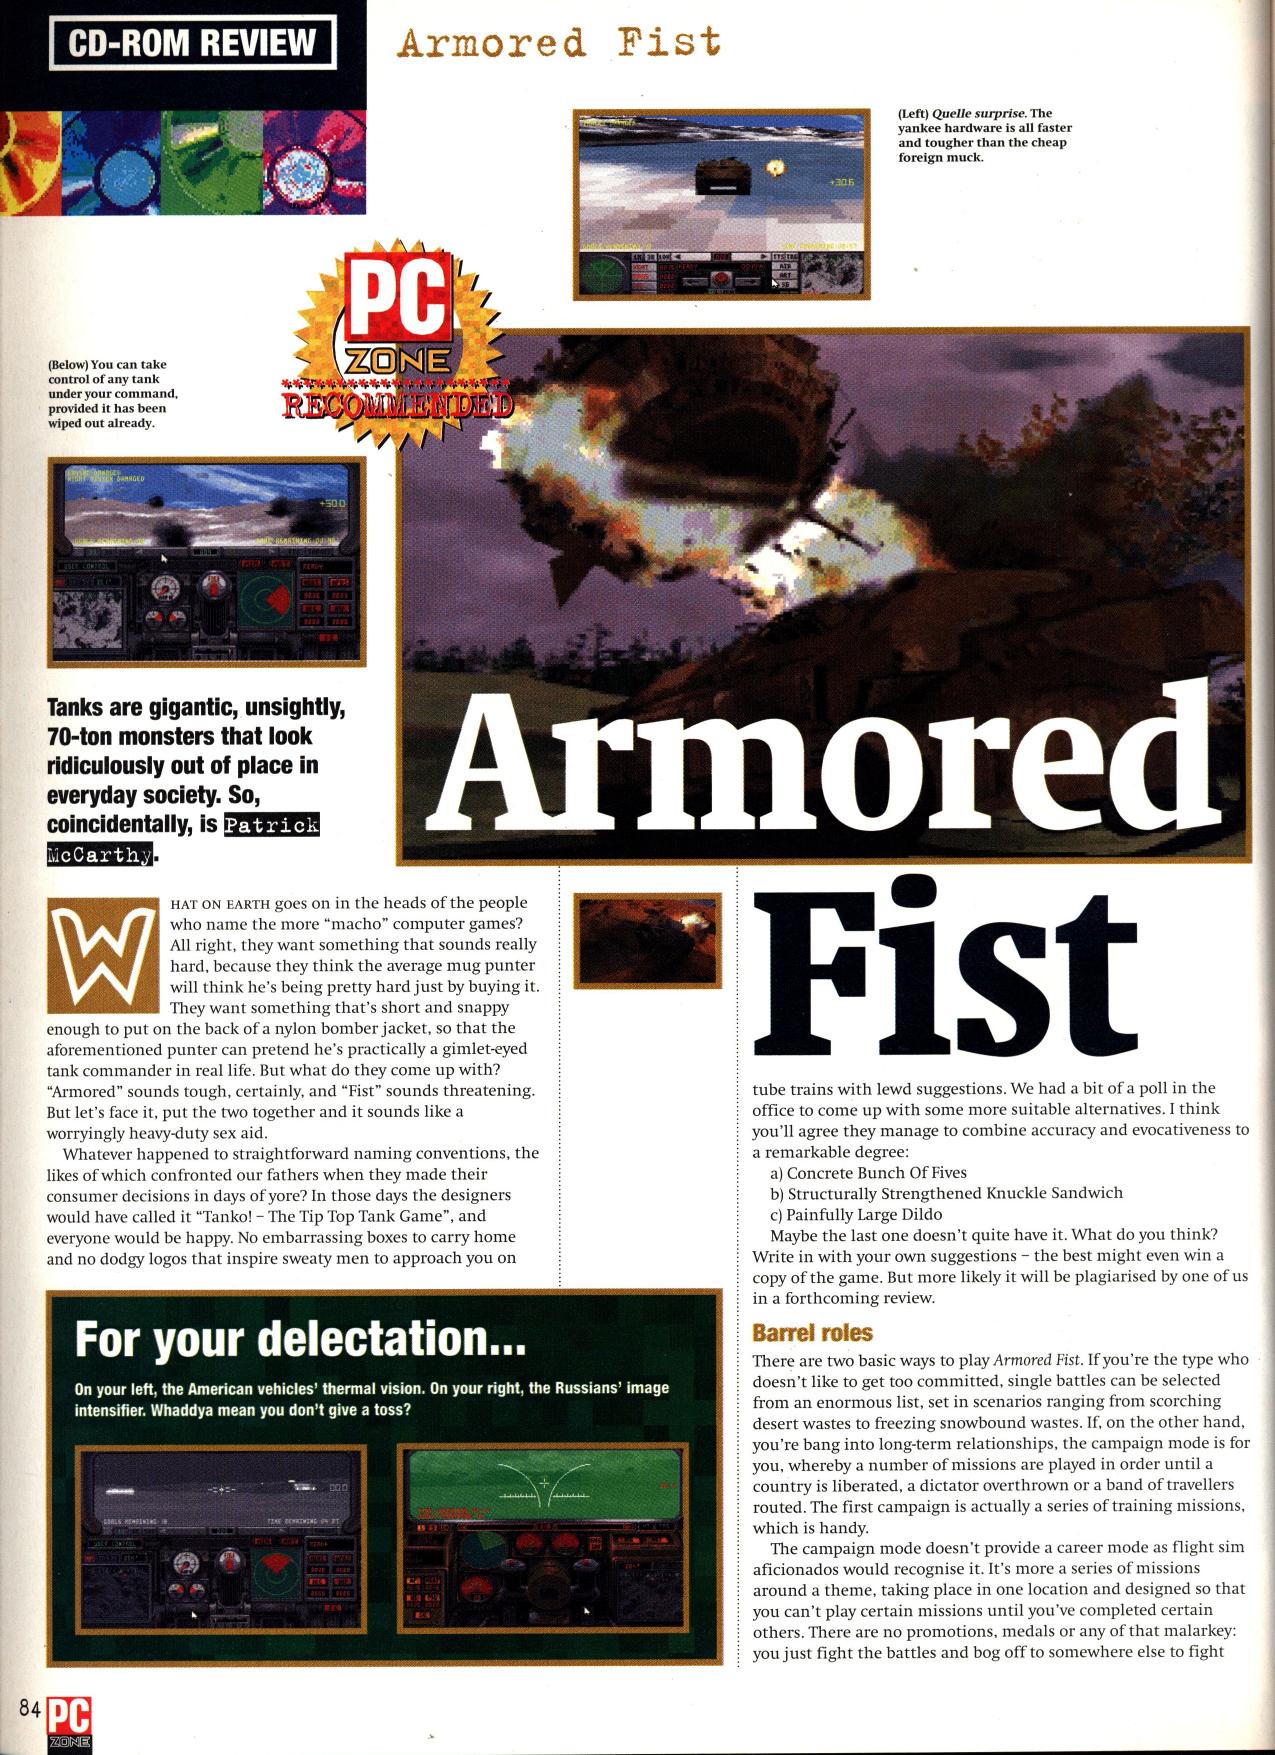 CD-ROM REVIEW
Armored Fist
(Left) Quelle surprise. The
yankee hardware is all faster
and tougher than the cheap
foreign muck.
PC
ZONE
RECOMMENDED
(Below) You can take
control of any tank
under your command,
provided it has been
wiped out already.
Tanks are gigantic, unsightly,
70-ton monsters that look
ridiculously out of place in
everyday society. So,
coincidentally, is Patrick
McCarthy.
Armored
Fist
WHAT ON EARTH goes on in the heads of the people
who name the more “macho” computer games?
All right, they want something that sounds really
hard, because they think the average mug punter
will think he’s being pretty hard just by buying it.
They want something that’s short and snappy
enough to put on the back of a nylon bomber jacket, so that the
aforementioned punter can pretend he’s practically a gimlet-eyed
tank commander in real life. But what do they come up with?
“Armored” sounds tough, certainly, and “Fist” sounds threatening.
But let’s face it, put the two together and it sounds like a
worryingly heavy-duty sex aid.
Whatever happened to straightforward naming conventions, the
likes of which confronted our fathers when they made their
consumer decisions in days of yore? In those days the designers
would have called it “Tanko! – The Tip Top Tank Game”, and
everyone would be happy. No embarrassing boxes to carry home
and no dodgy logos that inspire sweaty men to approach you on
tube trains with lewd suggestions. We had a bit of a poll in the
office to come up with some more suitable alternatives. I think
you’ll agree they manage to combine accuracy and evocativeness to
a remarkable degree:
a) Concrete Bunch Of Fives
b) Structurally Strengthened Knuckle Sandwich
c) Painfully Large Dildo
Maybe the last one doesn’t quite have it. What do you think?
Write in with your own suggestions – the best might even win a
copy of the game. But more likely it will be plagiarised by one of us
in a forthcoming review.
Barrel roles
There are two basic ways to play Armored Fist. If you’re the type who
doesn’t like to get too committed, single battles can be selected
from an enormous list, set in scenarios ranging from scorching
desert wastes to freezing snowbound wastes. If, on the other hand,
you’re bang into long-term relationships, the campaign mode is for
you, whereby a number of missions are played in order until a
country is liberated, a dictator overthrown or a band of travellers
routed. The first campaign is actually a series of training missions,
which is handy.
The campaign mode doesn’t provide a career mode as flight sim
aficionados would recognise it. It’s more a series of missions
around a theme, taking place in one location and designed so that
you can’t play certain missions until you’ve completed certain
others. There are no promotions, medals or any of that malarkey:
you just fight the battles and bog off to somewhere else to fight
For your delectation...
On your left, the American vehicles’ thermal vision. On your right, the Russians’ image
intensifier. Whaddya mean you don’t give a toss?
84
PC
ZONE